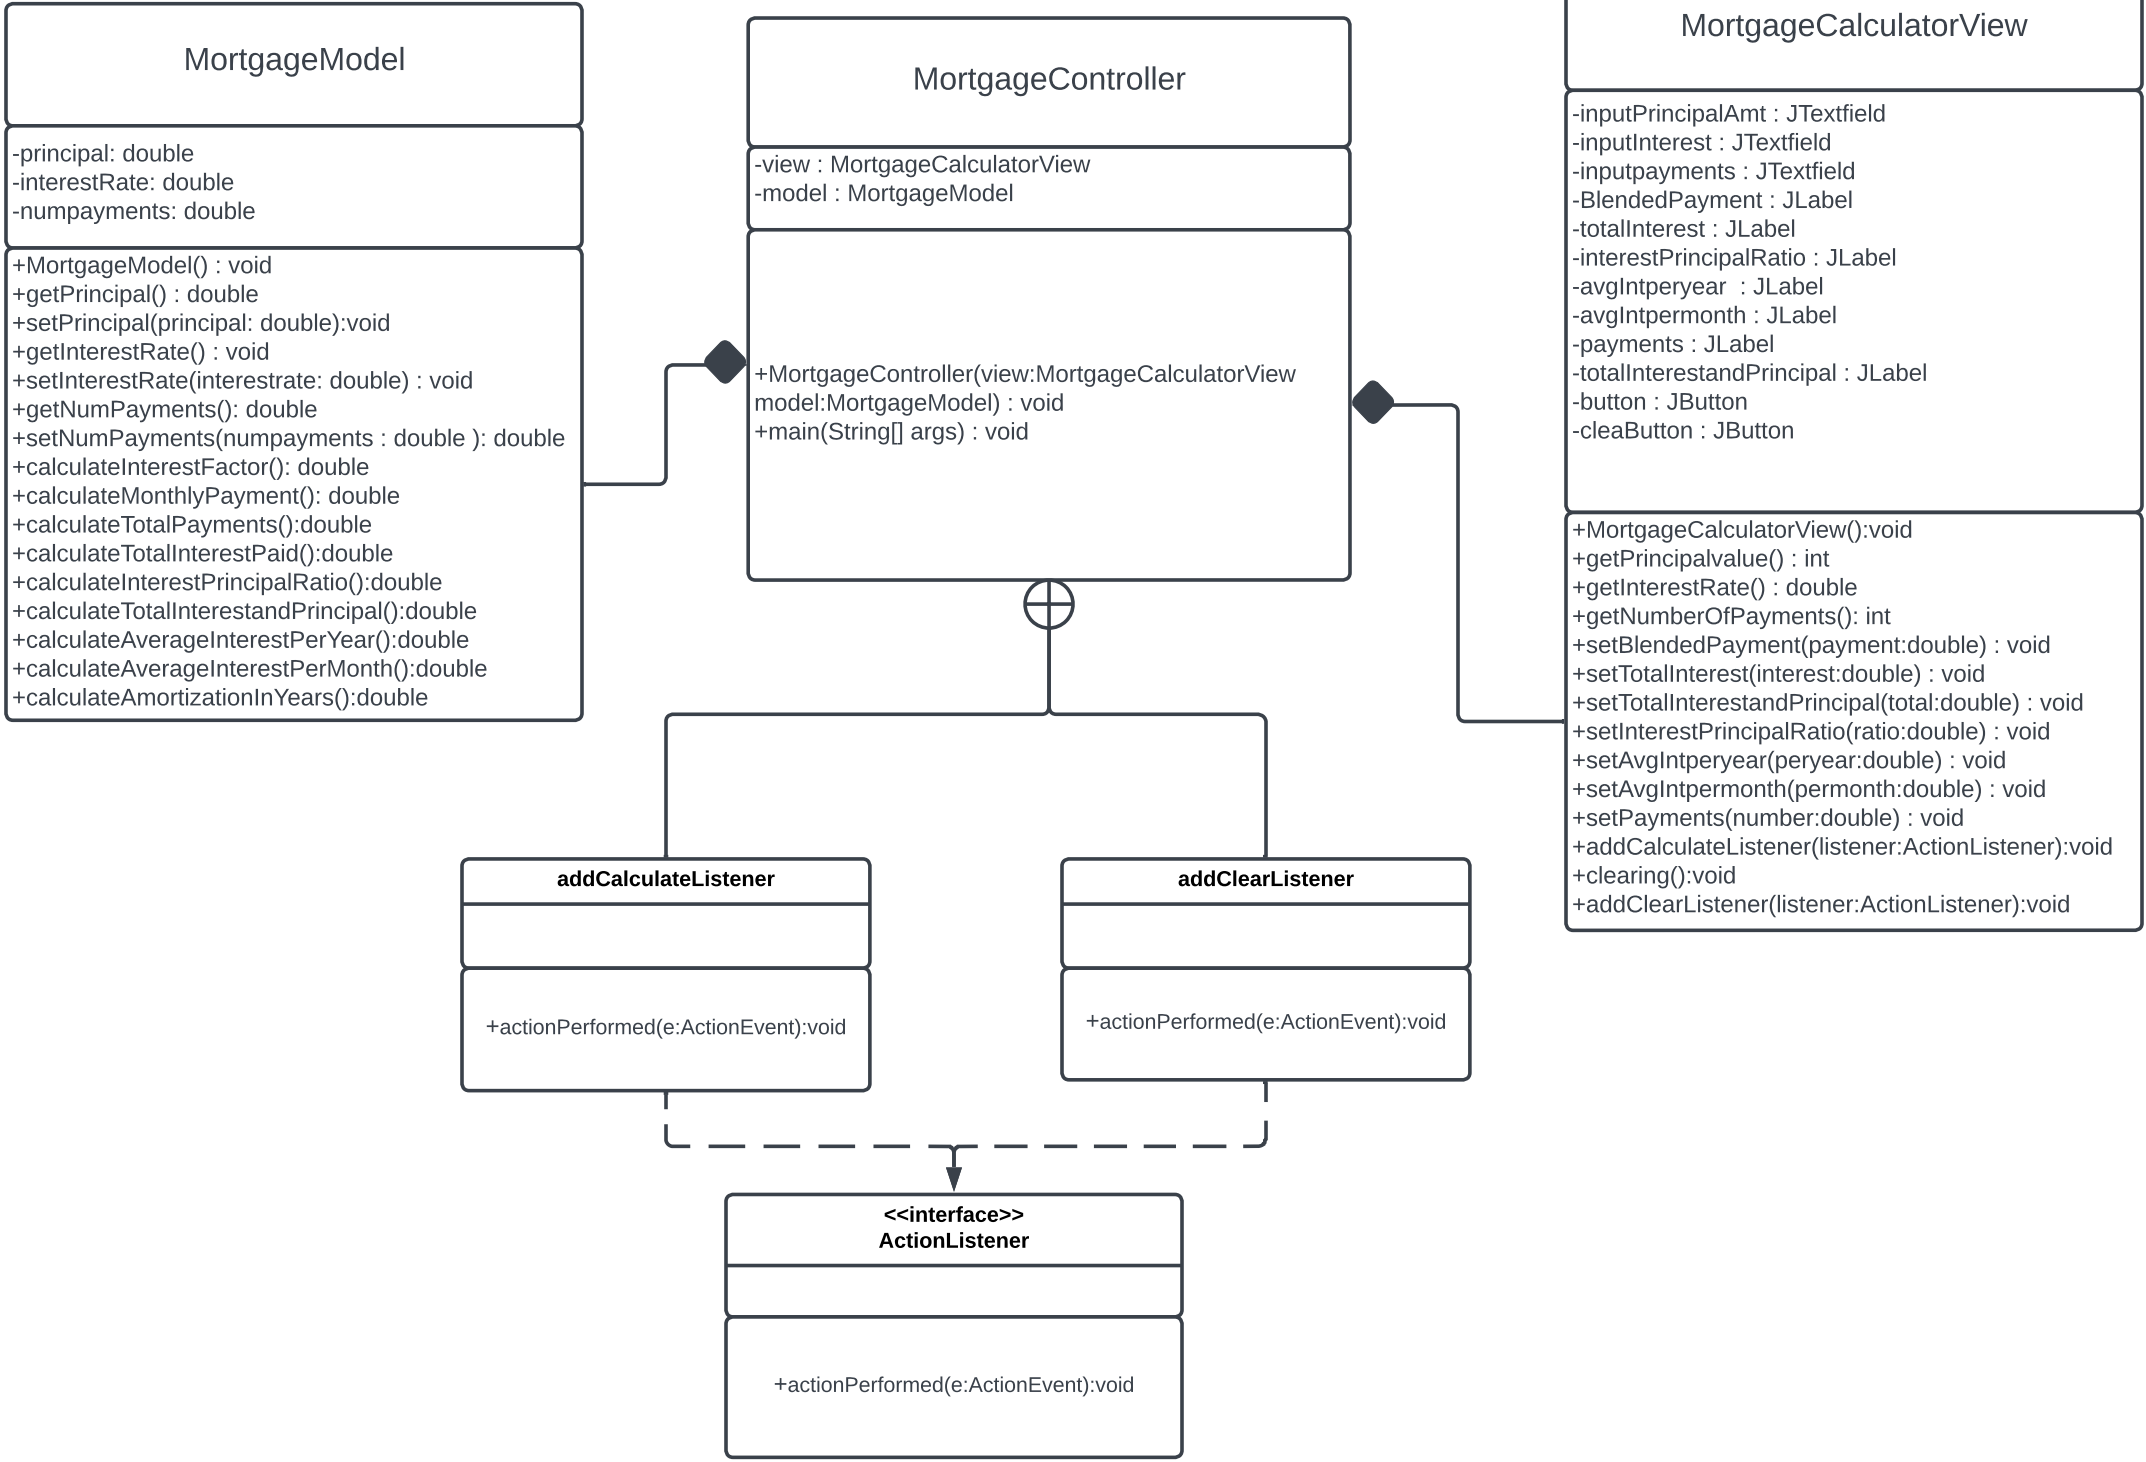 MortgageModel
-principal: double
-interestRate: double
-numpayments: double
+MortgageModel() : void
+getPrincipal() : double
+setPrincipal(principal: double):void
+getInterestRate() : void
+setInterestRate(interestrate: double) : void
+getNumPayments(): double
+setNumPayments(numpayments : double ): double
+calculateInterestFactor(): double
+calculateMonthlyPayment(): double
+calculateTotalPayments():double
+calculateTotalInterestPaid():double
+calculateInterestPrincipalRatio():double
+calculateTotalInterestandPrincipal():double
+calculateAverageInterestPerYear():double
+calculateAverageInterestPerMonth():double
+calculateAmortizationInYears():double
MortgageController
-view : MortgageCalculatorView
-model : MortgageModel
+MortgageController(view:MortgageCalculatorView
model:MortgageModel) : void
+main(String[] args) : void
MortgageCalculatorView
-inputPrincipalAmt : JTextfield
-inputInterest : JTextfield
-inputpayments : JTextfield
-BlendedPayment : JLabel
-totalInterest : JLabel
-interestPrincipalRatio : JLabel
-avgIntperyear  : JLabel
-avgIntpermonth : JLabel
-payments : JLabel
-totalInterestandPrincipal : JLabel
-button : JButton
-cleaButton : JButton
+MortgageCalculatorView():void
+getPrincipalvalue() : int
+getInterestRate() : double
+getNumberOfPayments(): int
+setBlendedPayment(payment:double) : void
+setTotalInterest(interest:double) : void
+setTotalInterestandPrincipal(total:double) : void
+setInterestPrincipalRatio(ratio:double) : void
+setAvgIntperyear(peryear:double) : void
+setAvgIntpermonth(permonth:double) : void
+setPayments(number:double) : void
+addCalculateListener(listener:ActionListener):void
+clearing():void
+addClearListener(listener:ActionListener):void
addCalculateListener
+actionPerformed(e:ActionEvent):void
addClearListener
+actionPerformed(e:ActionEvent):void
<<interface>>
ActionListener
+actionPerformed(e:ActionEvent):void